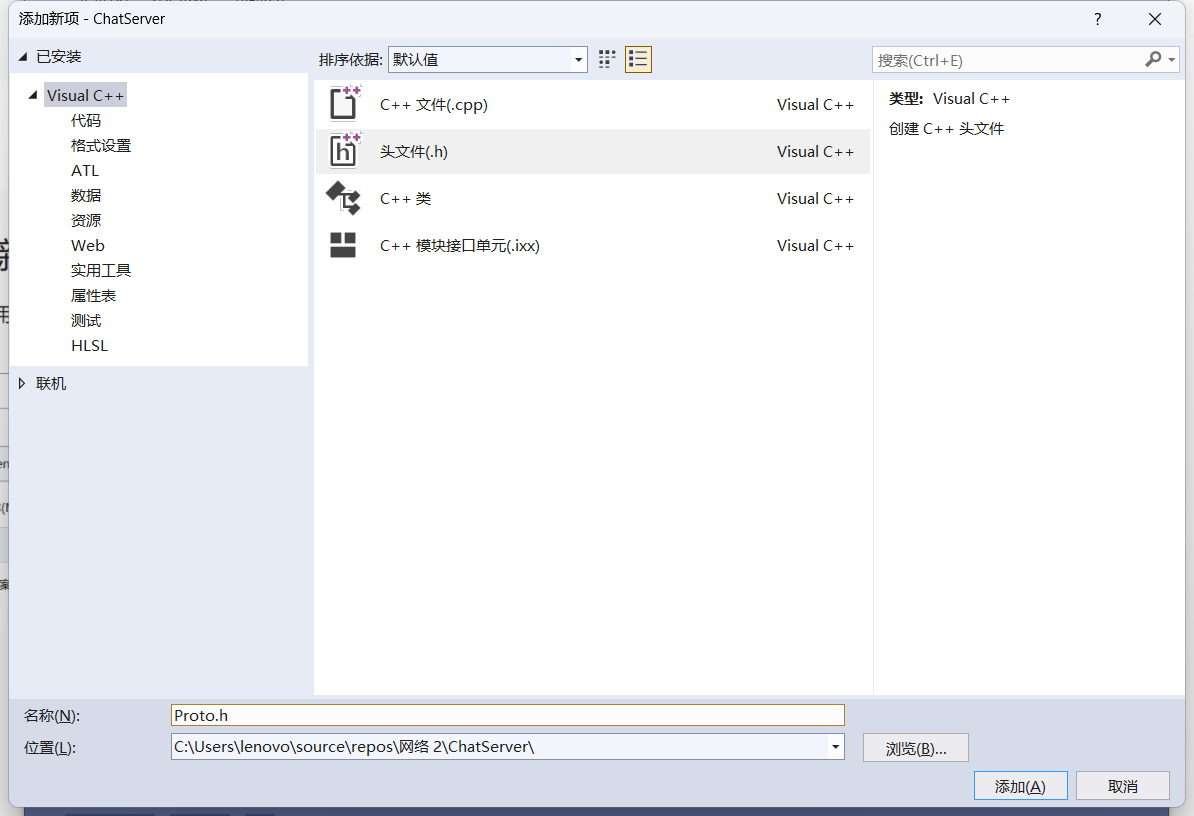 添加新项 - ChatServer
?
已安装
排序依据: 默认值
搜索(Ctrl+E)
Visual C++
代码
格式设置
ATL
数据
资源
Web
实用工具
属性表
测试
HLSL
联机
C++ 文件(.cpp) Visual C++
头文件(.h) Visual C++
C++ 类 Visual C++
C++ 模块接口单元(.ixx) Visual C++
类型: Visual C++
创建 C++ 头文件
名称(N): Proto.h
位置(L): C:\Users\lenovo\source\repos\网络 2\ChatServer\
浏览(B)...
添加(A) 取消